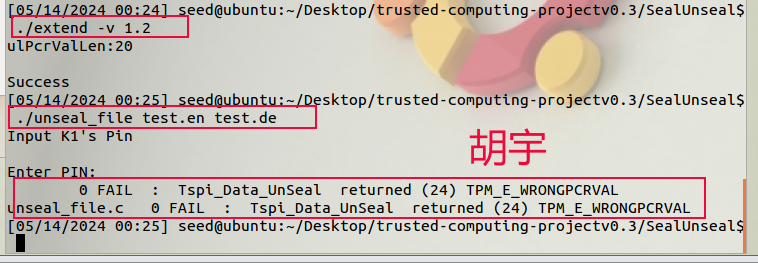 [05/14/2024 00:24] seed@ubuntu:~/Desktop/trusted-computing-projectv0.3/SealUnseal$
./extend -v 1.2
ulPcrValLen:20
Success
[05/14/2024 00:25] seed@ubuntu:~/Desktop/trusted-computing-projectv0.3/SealUnseal$
./unseal_file test.en test.de
Input K1's Pin
胡宇
Enter PIN:
0 FAIL  :  Tspi_Data_UnSeal  returned (24) TPM_E_WRONGPCRVAL
unseal_file.c   0 FAIL  :  Tspi_Data_UnSeal  returned (24) TPM_E_WRONGPCRVAL
[05/14/2024 00:25] seed@ubuntu:~/Desktop/trusted-computing-projectv0.3/SealUnseal$